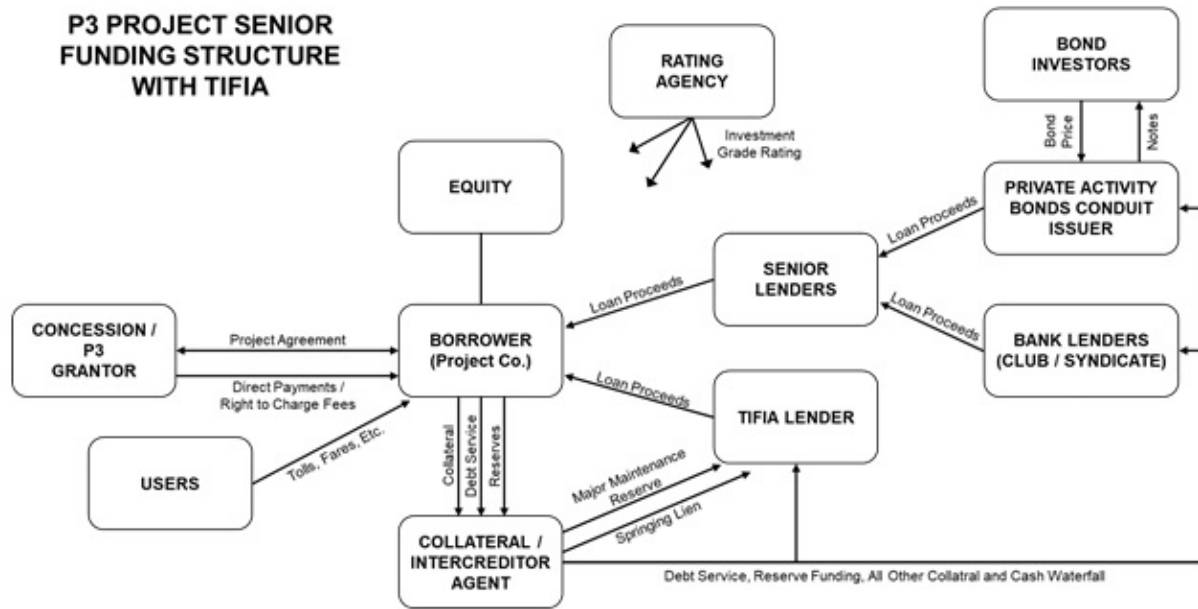 P3 PROJECT SENIOR
FUNDING STRUCTURE
WITH TIFIA
RATING
AGENCY
BOND
INVESTORS
Investment
Grade Rating
Bond
Price
Notes
EQUITY
PRIVATE ACTIVITY
BONDS CONDUIT
ISSUER
Loan Proceeds
SENIOR
LENDERS
Loan Proceeds
Loan Proceeds
CONCESSION /
P3
GRANTOR
Project Agreement
BORROWER
(Project Co.)
BANK LENDERS
(CLUB / SYNDICATE)
Direct Payments /
Right to Charge Fees
Loan Proceeds
TIFIA LENDER
USERS
Tolls, Fares, Etc.
Collateral
Debt Service
Reserves
Major Maintenance
Reserve
Springing Lien
COLLATERAL /
INTERCREDITOR
AGENT
Debt Service, Reserve Funding, All Other Collatral and Cash Waterfall